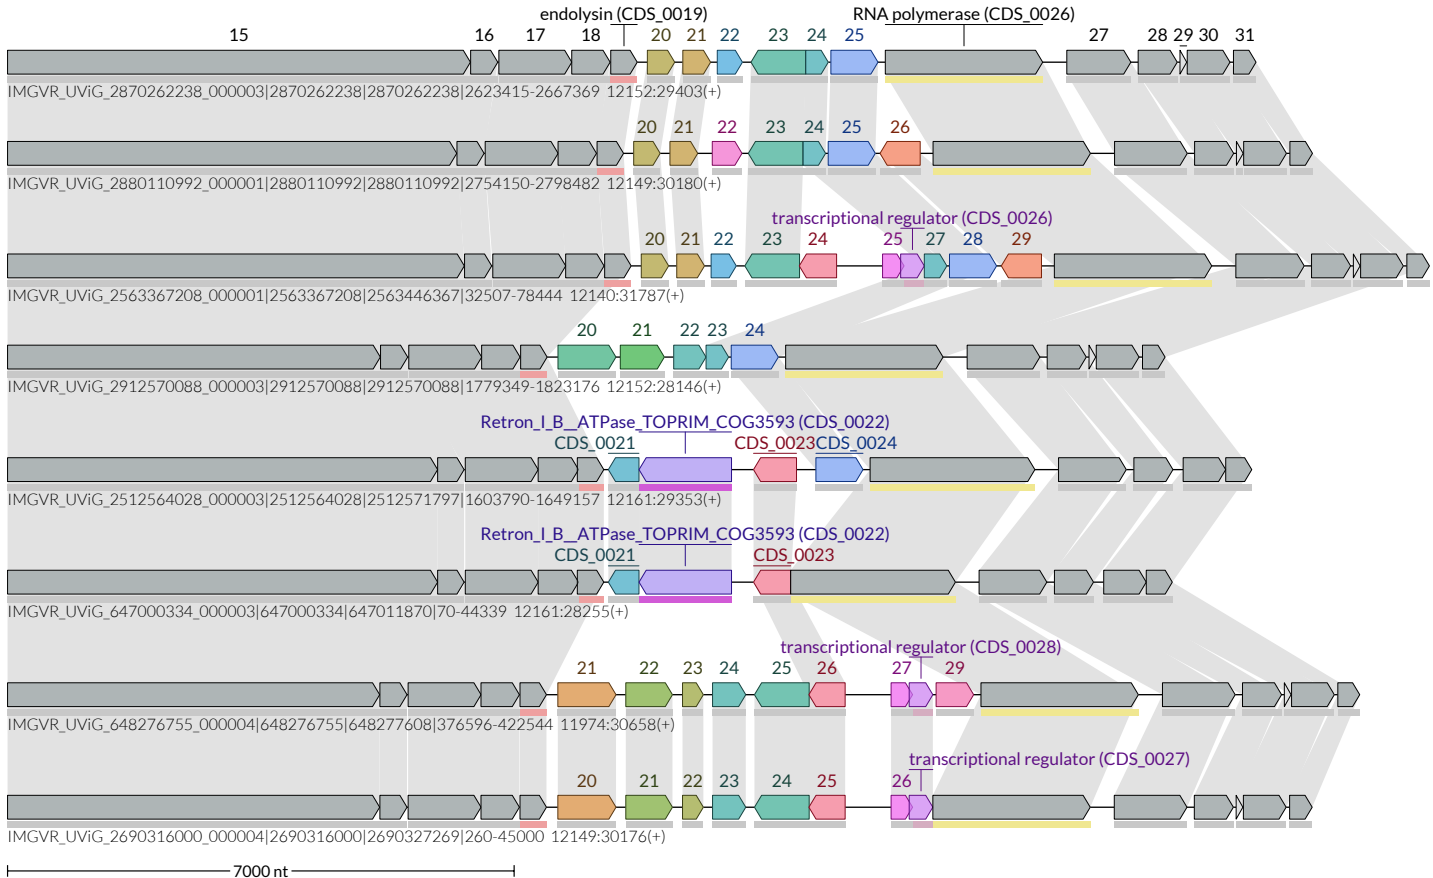 endolysin (CDS_0019) RNA polymerase (CDS_0026)
15 16 17 18 20 21 22 23 24 25 27 28 29 30 31
IMGVR_UViG_2870262238_000003|2870262238|2870262238|2623415-2667369 12152:29403(+)
20 21 22 23 24 25 26
IMGVR_UViG_2880110992_000001|2880110992|2880110992|2754150-2798482 12149:30180(+)
transcriptional regulator (CDS_0026)
20 21 22 23 24 25 27 28 29
IMGVR_UViG_2563367208_000001|2563367208|2563446367|32507-78444 12140:31787(+)
20 21 22 23 24
IMGVR_UViG_2912570088_000003|2912570088|2912570088|1779349-1823176 12152:28146(+)
Retron_I_B__ATPase_TOPRIM_COG3593 (CDS_0022)
CDS_0021 CDS_0023 CDS_0024
IMGVR_UViG_2512564028_000003|2512564028|2512571797|1603790-1649157 12161:29353(+)
Retron_I_B__ATPase_TOPRIM_COG3593 (CDS_0022)
CDS_0021 CDS_0023
IMGVR_UViG_647000334_000003|647000334|647011870|70-44339 12161:28255(+)
transcriptional regulator (CDS_0028)
21 22 23 24 25 26 27 29
IMGVR_UViG_648276755_000004|648276755|648277608|376596-422544 11974:30658(+)
transcriptional regulator (CDS_0027)
20 21 22 23 24 25 26
IMGVR_UViG_2690316000_000004|2690316000|2690327269|260-45000 12149:30176(+)
7000 nt